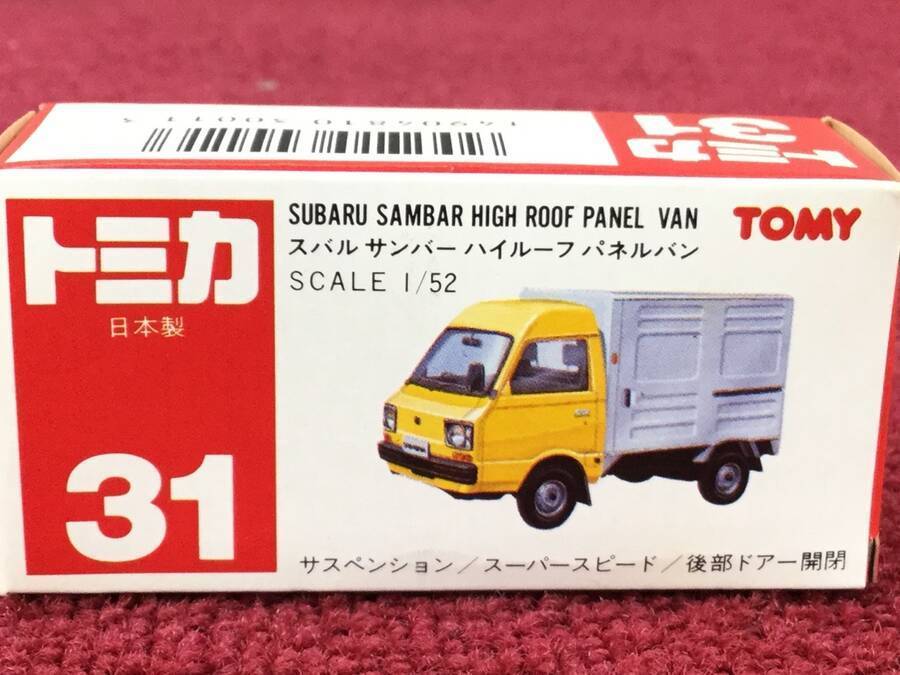 トミカ
31
トミカ
日本製
31
SUBARU SAMBAR HIGH ROOF PANEL VAN
スバル サンバー ハイルーフ パネルバン
SCALE 1/52
TOMY
サスペンション／スーパースピード／後部ドアー開閉